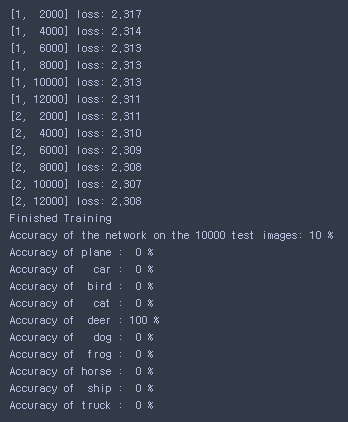 [1,  2000] loss: 2.317
[1,  4000] loss: 2.314
[1,  6000] loss: 2.313
[1,  8000] loss: 2.313
[1, 10000] loss: 2.313
[1, 12000] loss: 2.311
[2,  2000] loss: 2.311
[2,  4000] loss: 2.310
[2,  6000] loss: 2.309
[2,  8000] loss: 2.308
[2, 10000] loss: 2.307
[2, 12000] loss: 2.308
Finished Training
Accuracy of the network on the 10000 test images: 10 %
Accuracy of plane :  0 %
Accuracy of   car :  0 %
Accuracy of  bird :  0 %
Accuracy of   cat :  0 %
Accuracy of  deer : 100 %
Accuracy of   dog :  0 %
Accuracy of  frog :  0 %
Accuracy of horse :  0 %
Accuracy of  ship :  0 %
Accuracy of truck :  0 %